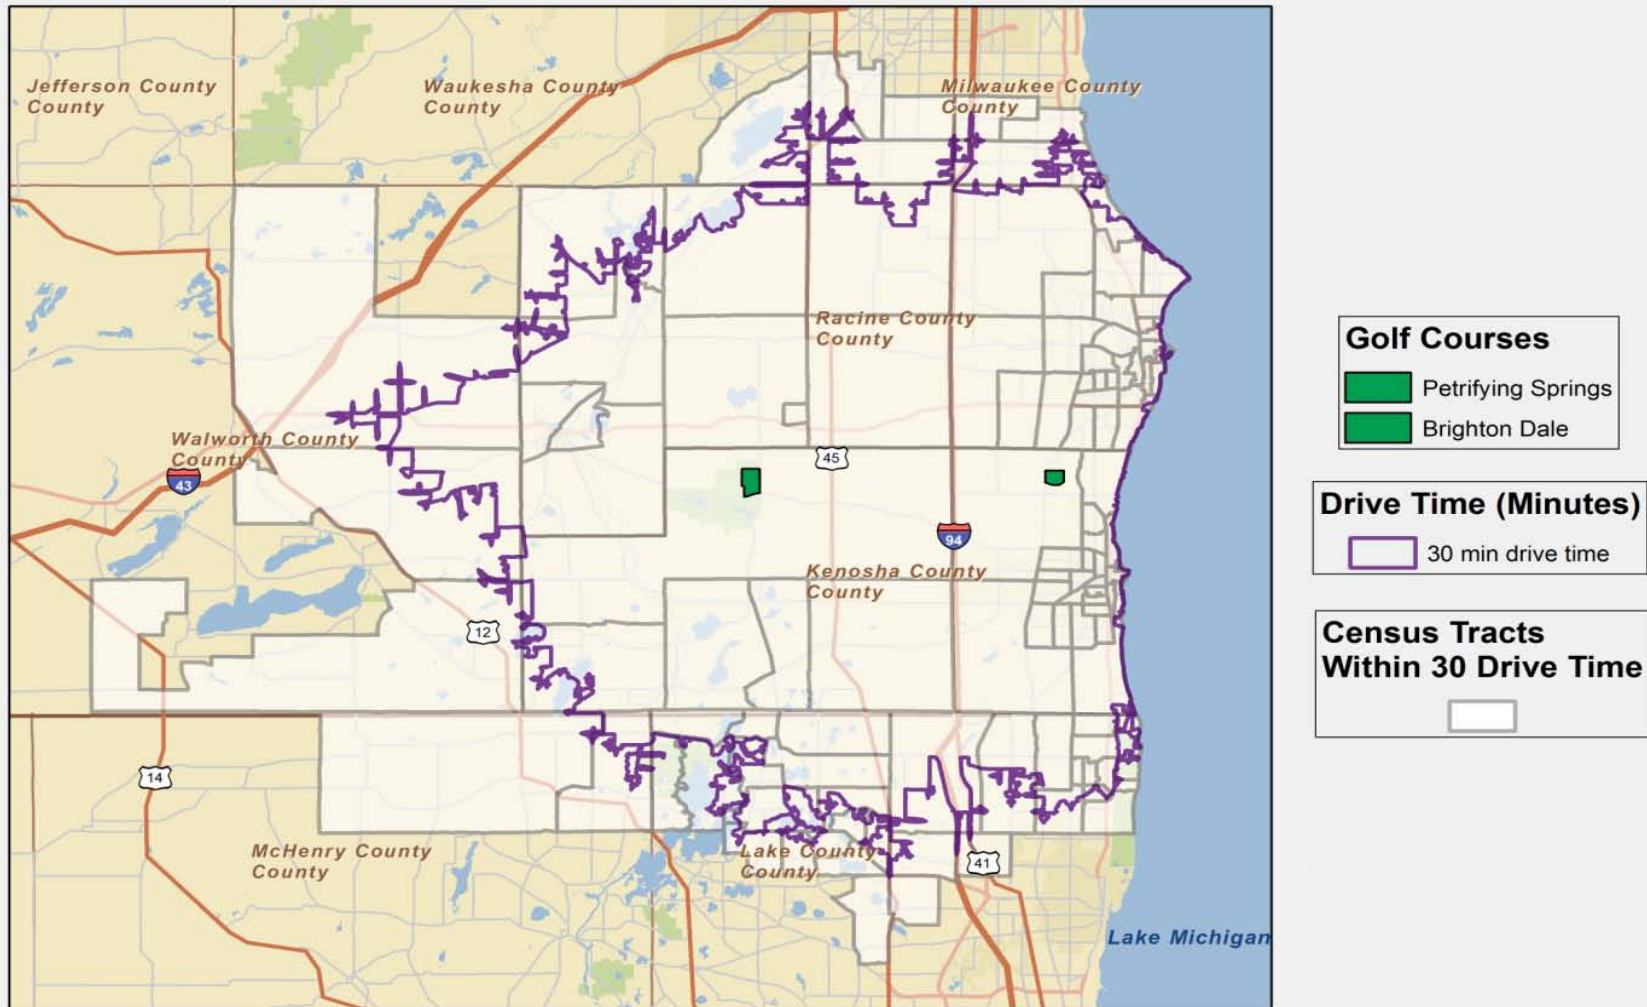 Jefferson County
County
Waukesha County
County
Milwaukee County
County
Racine County
County
Walworth County
County
43
45
94
Kenosha County
County
12
14
McHenry County
County
Lake County
County
41
Lake Michigan
Golf Courses
Petrifying Springs
Brighton Dale
Drive Time (Minutes)
30 min drive time
Census Tracts
Within 30 Drive Time